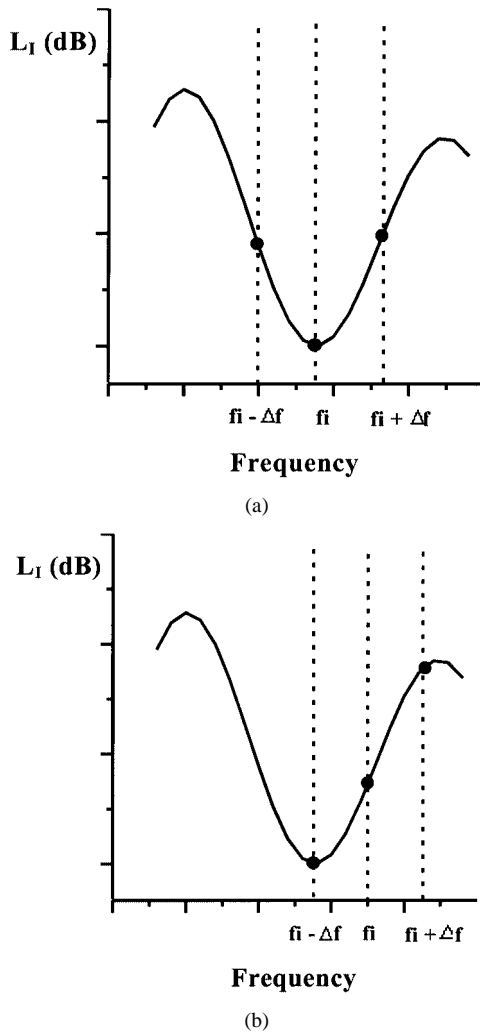 L_I (dB)
fi - Δf fi fi + Δf
Frequency
(a)
L_I (dB)
fi - Δf fi fi + Δf
Frequency
(b)